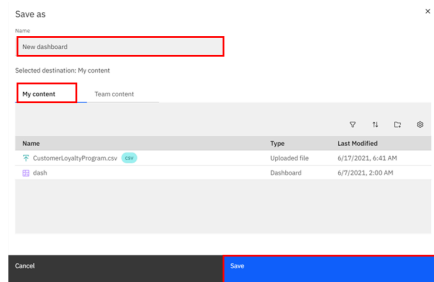 Save as
Name
New dashboard
Selected destination: My content
My content Team content
Name Type Last Modified
CustomerLoyaltyProgram.csv csv Uploaded file 6/17/2021, 6:41 AM
dash Dashboard 6/7/2021, 2:00 AM
Cancel Save